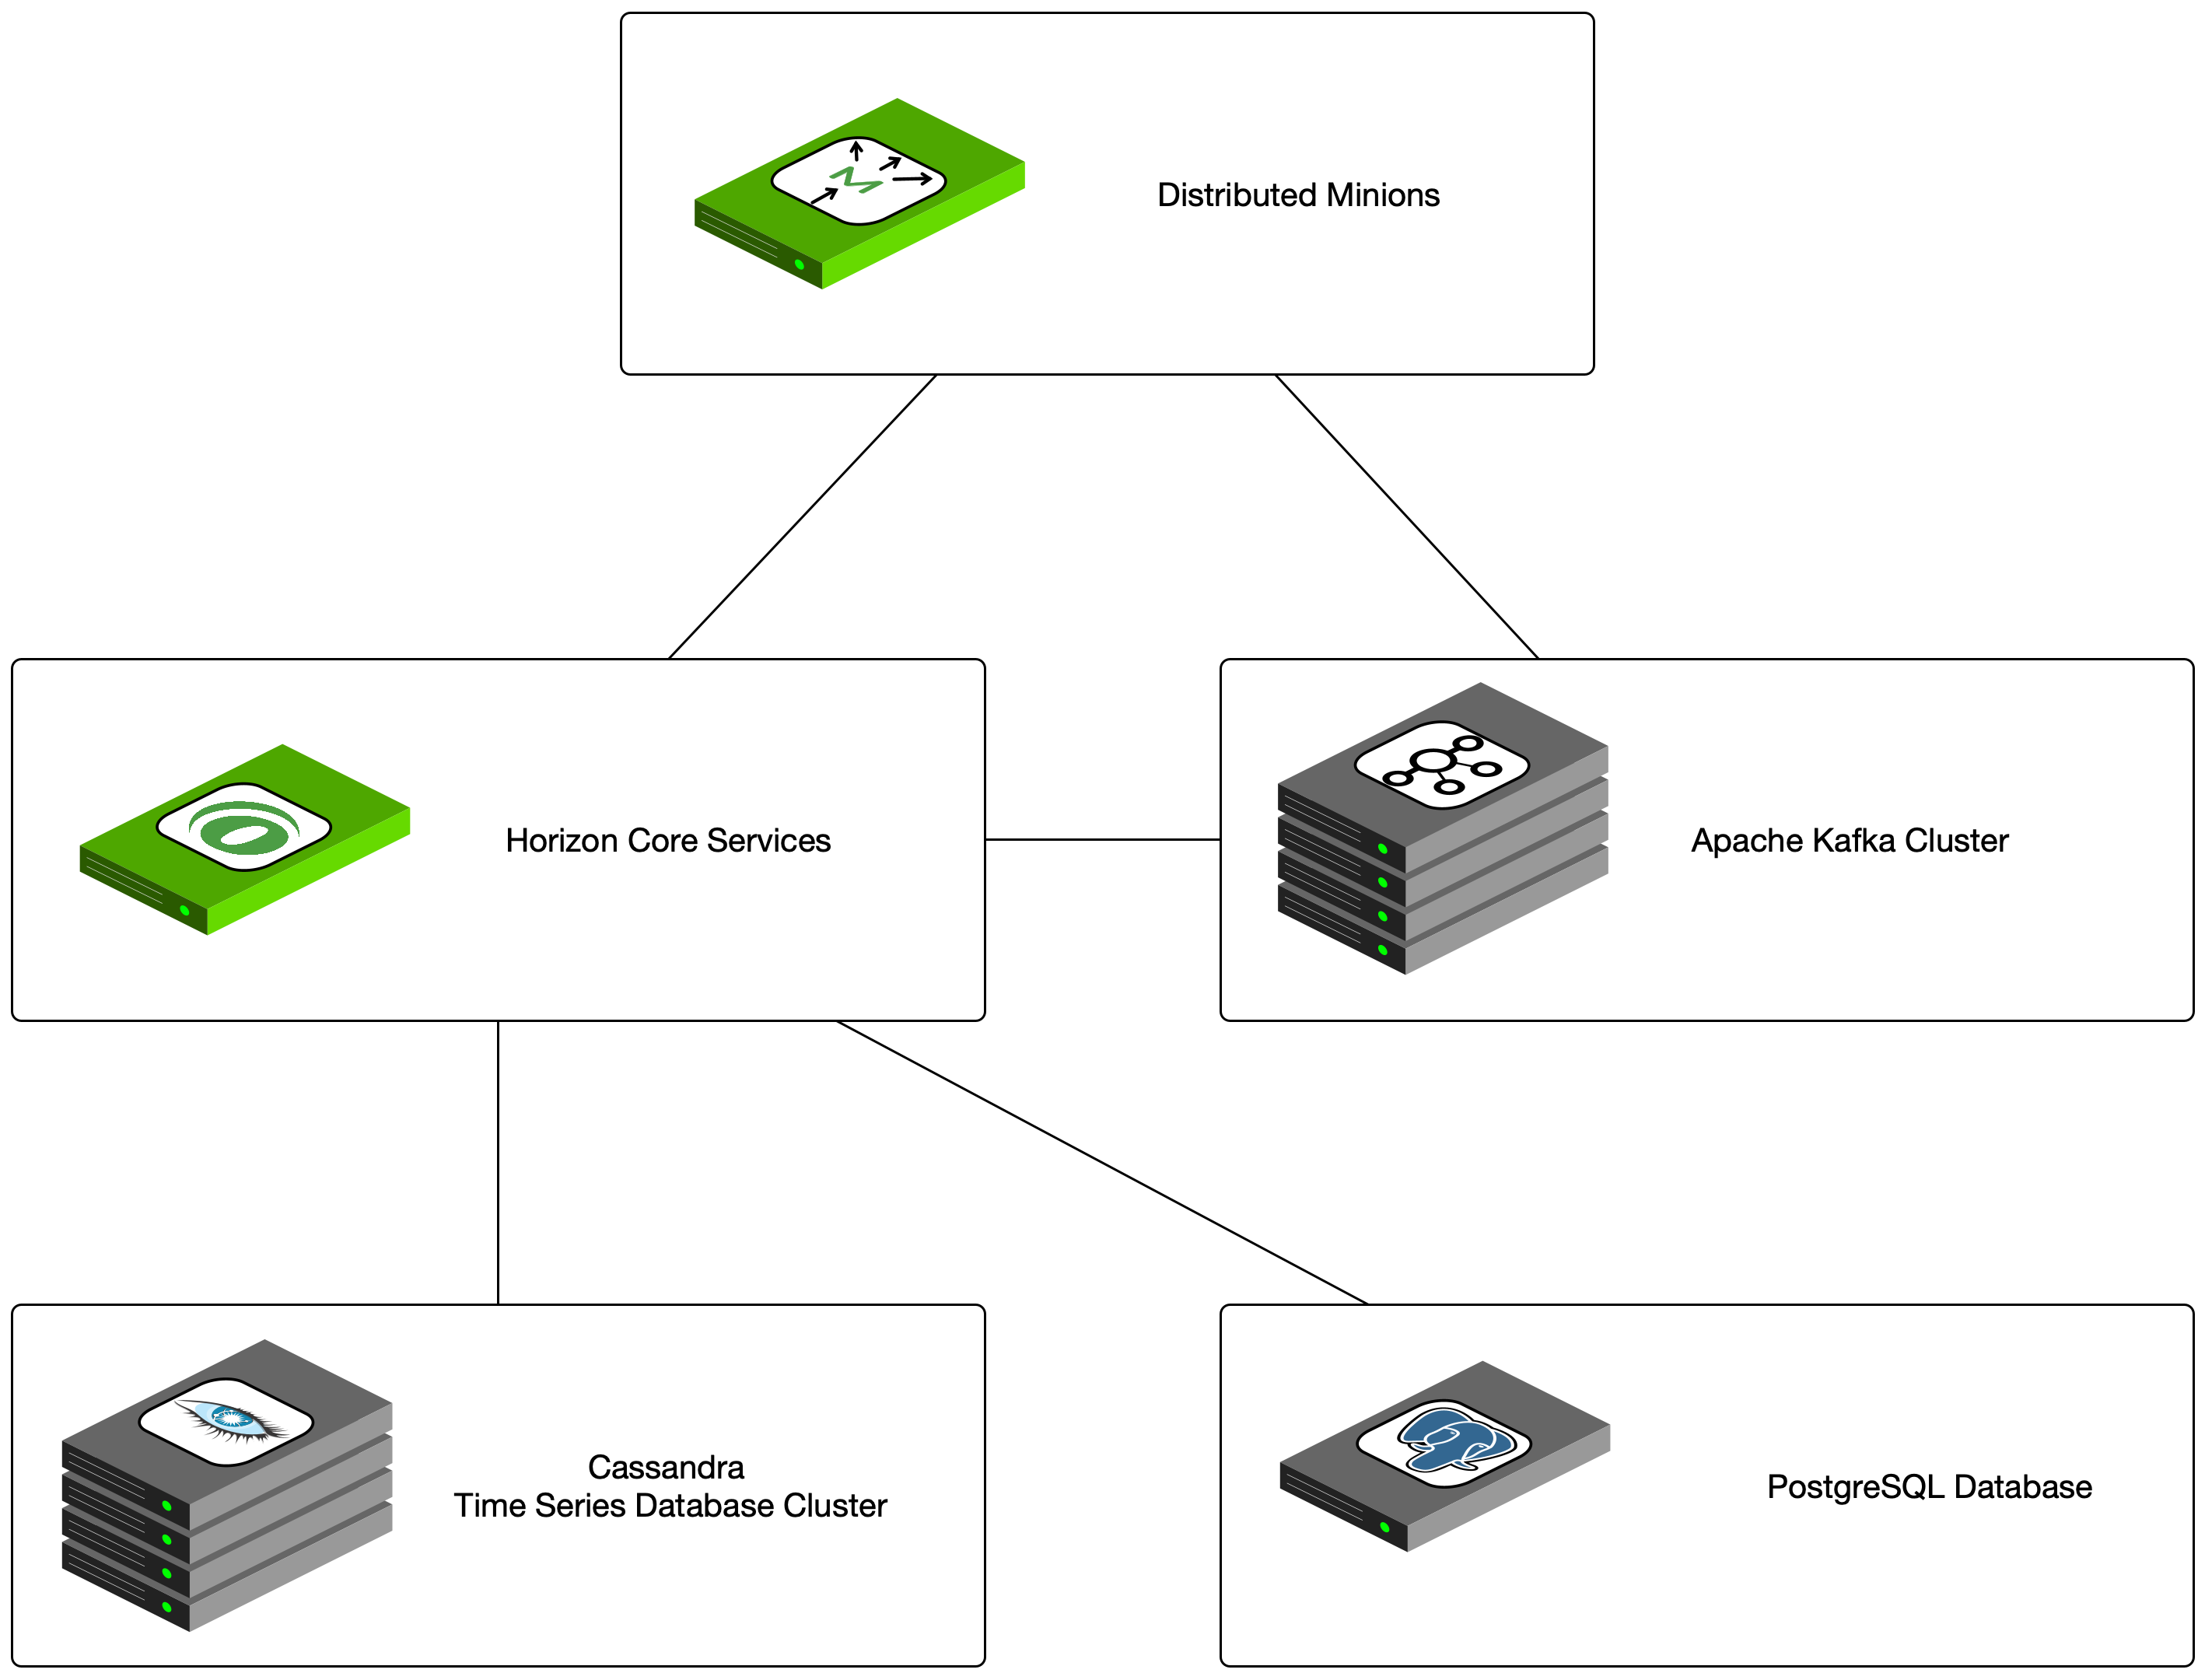 Distributed Minions
Horizon Core Services
Apache Kafka Cluster
Cassandra
Time Series Database Cluster
PostgreSQL Database